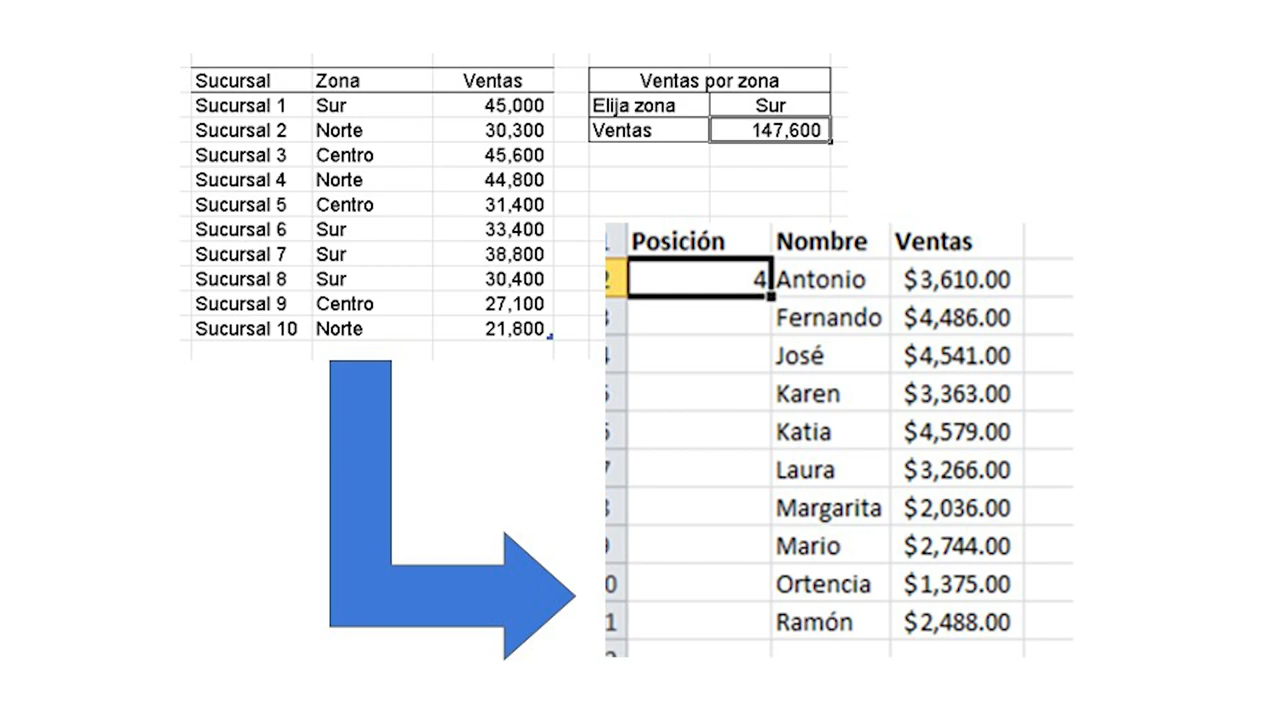 Sucursal Zona Ventas
Sucursal 1 Sur 45,000
Sucursal 2 Norte 30,300
Sucursal 3 Centro 45,600
Sucursal 4 Norte 44,800
Sucursal 5 Centro 31,400
Sucursal 6 Sur 33,400
Sucursal 7 Sur 38,800
Sucursal 8 Sur 30,400
Sucursal 9 Centro 27,100
Sucursal 10 Norte 21,800
Ventas por zona
Elija zona Sur
Ventas 147,600
Posición Nombre Ventas
4 Antonio $3,610.00
Fernando $4,486.00
José $4,541.00
Karen $3,363.00
Katia $4,579.00
Laura $3,266.00
Margarita $2,036.00
Mario $2,744.00
Ortencia $1,375.00
Ramón $2,488.00